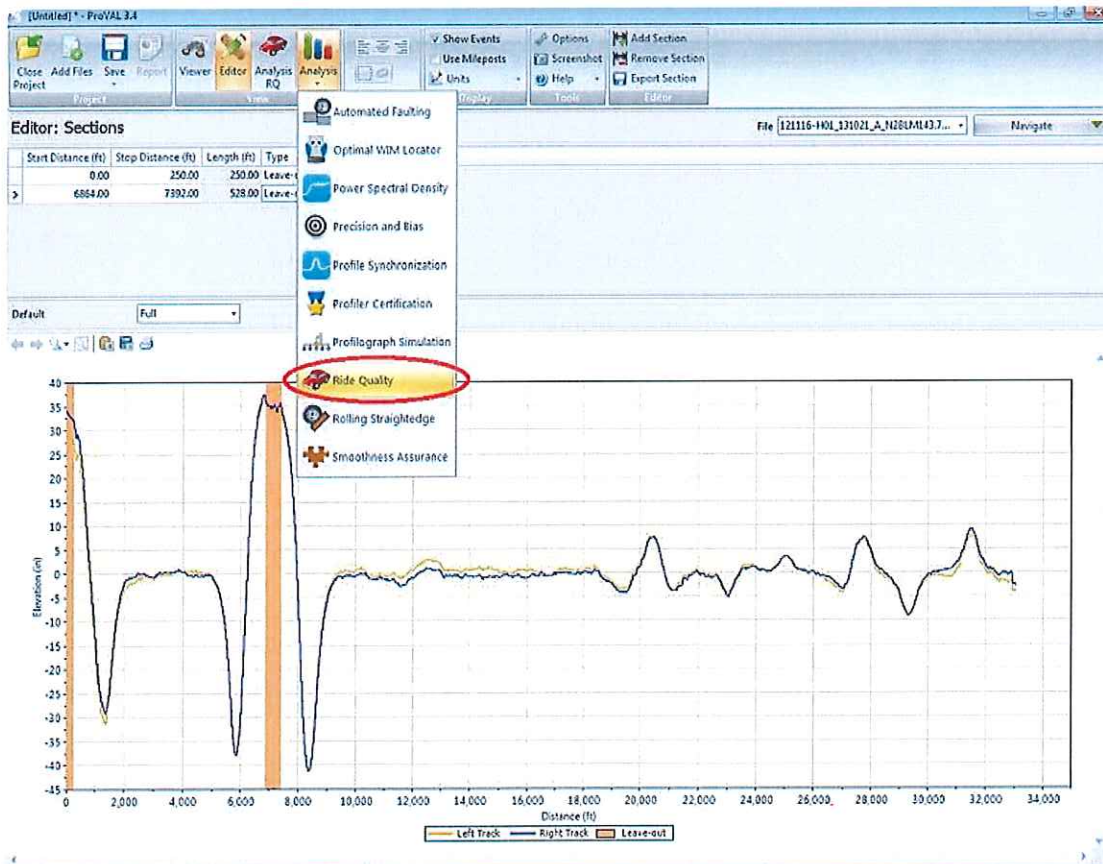 [Untitled] * - ProVAL 3.4
Close Project
Add Files
Save
Report
Viewer
Editor
Analysis RQ
Analysis
Show Events
Use Mileposts
Units
Options
Screenshot
Help
Add Section
Remove Section
Export Section
Project
View
Display
Tools
Editor
Automated Faulting
Optimal WIM Locator
Power Spectral Density
Precision and Bias
Profile Synchronization
Profiler Certification
Profilograph Simulation
Ride Quality
Rolling Straightedge
Smoothness Assurance
Editor: Sections
File 121116-H01_131021_A_N28LM143.7...
Navigate
Start Distance (ft) Stop Distance (ft) Length (ft) Type
0.00 250.00 250.00 Leave-
6864.00 7392.00 528.00 Leave-
Default Full
Elevation (in)
40
35
30
25
20
15
10
5
0
-5
-10
-15
-20
-25
-30
-35
-40
-45
0 2,000 4,000 6,000 8,000 10,000 12,000 14,000 16,000 18,000 20,000 22,000 24,000 26,000 28,000 30,000 32,000 34,000
Distance (ft)
Left Track Right Track Leave-out